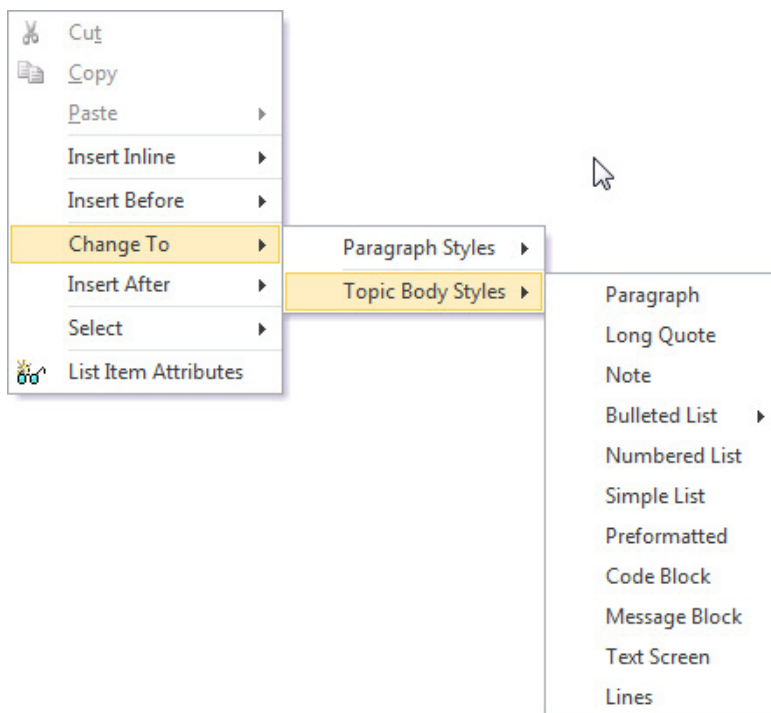 Cut
Copy
Paste
Insert Inline
Insert Before
Change To
Insert After
Select
List Item Attributes
Paragraph Styles
Topic Body Styles
Paragraph
Long Quote
Note
Bulleted List
Numbered List
Simple List
Preformatted
Code Block
Message Block
Text Screen
Lines